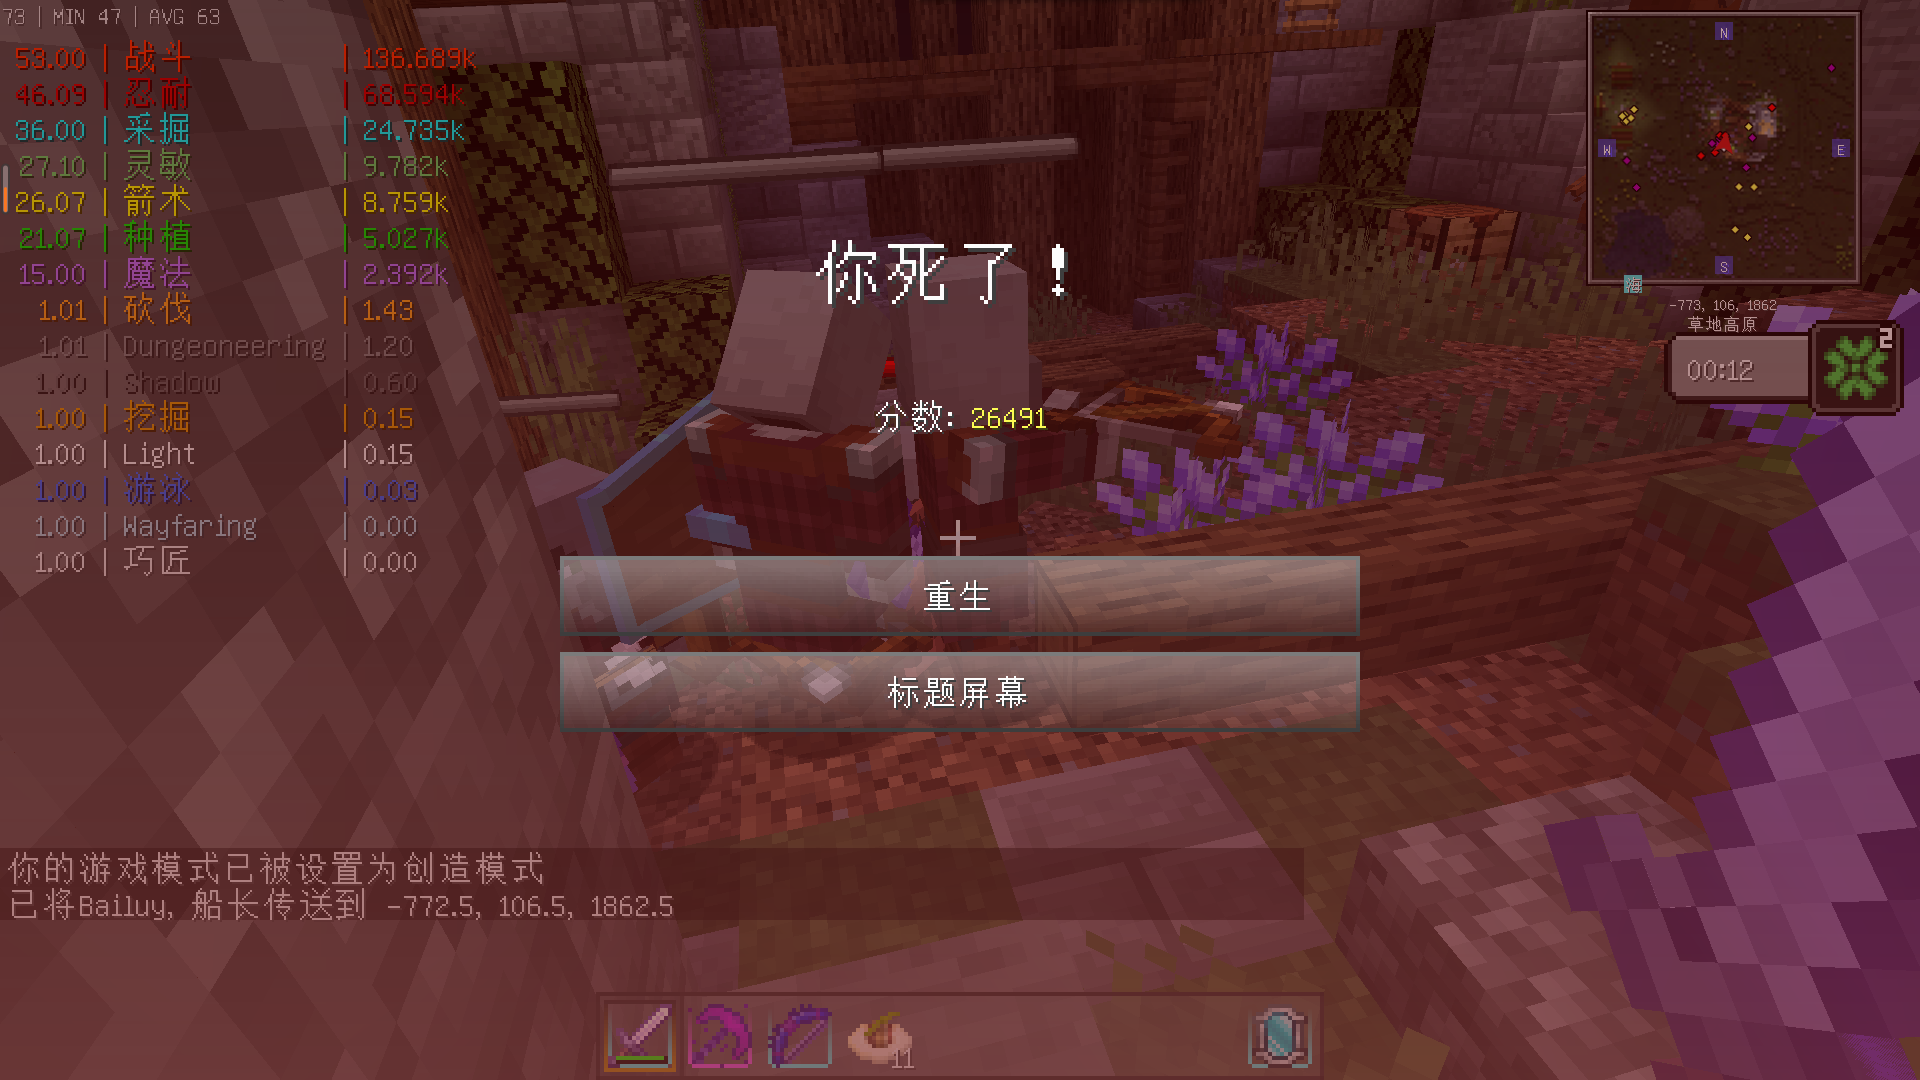 73 | MIN 47 | AVG 63
53.00 | 战斗 | 136.689k
46.09 | 忍耐 | 68.594k
36.00 | 采掘 | 24.735k
27.10 | 灵敏 | 9.782k
26.07 | 箭术 | 8.759k
21.07 | 种植 | 5.027k
15.00 | 魔法 | 2.392k
1.01 | 砍伐 | 1.43
1.01 | Dungeoneering | 1.20
1.00 | Shadow | 0.60
1.00 | 挖掘 | 0.15
1.00 | Light | 0.15
1.00 | 游泳 | 0.03
1.00 | Wayfaring | 0.00
1.00 | 巧匠 | 0.00
N
W
E
S
-773, 106, 1862
草地高原
2
00:12
你死了！
分数: 26491
重生
标题屏幕
你的游戏模式已被设置为创造模式
已将Bailuy, 船长传送到 -772.5, 106.5, 1862.5
11